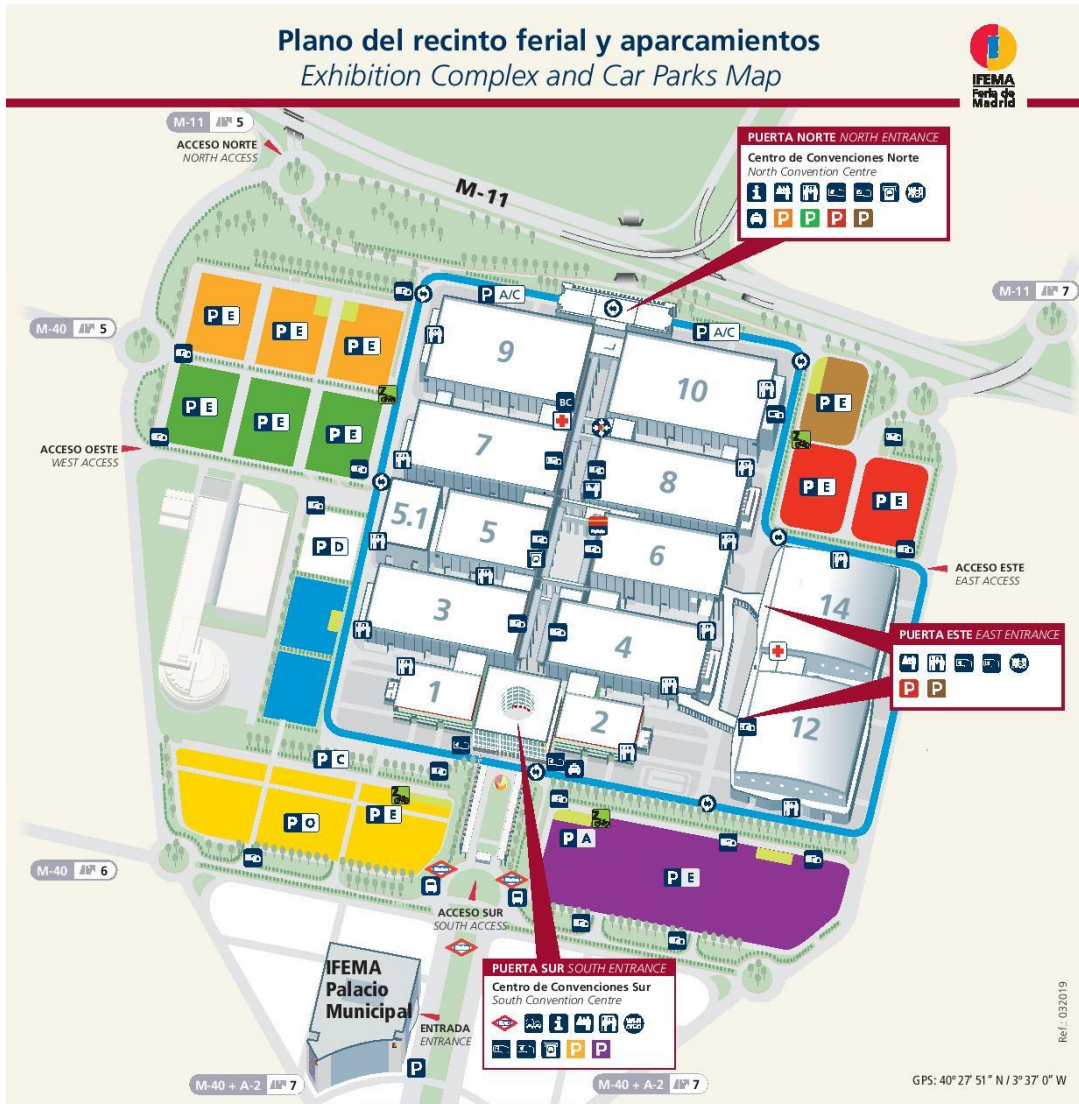 Plano del recinto ferial y aparcamientos
Exhibition Complex and Car Parks Map
IFEMA
Feria de
Madrid
M-11 5
ACCESO NORTE
NORTH ACCESS
M-11
PUERTA NORTE NORTH ENTRANCE
Centro de Convenciones Norte
North Convention Centre
P P P P
M-11 7
M-40 5
P E
P E
P E
P A/C
P A/C
9
10
BC
P E
P E
P E
P E
ACCESO OESTE
WEST ACCESS
7
8
P E
P E
5.1
5
6
P D
ACCESO ESTE
EAST ACCESS
14
3
4
PUERTA ESTE EAST ENTRANCE
P P
1
2
12
P C
P O
P E
P A
P E
M-40 6
ACCESO SUR
SOUTH ACCESS
IFEMA
Palacio
Municipal
ENTRADA
ENTRANCE
P
PUERTA SUR SOUTH ENTRANCE
Centro de Convenciones Sur
South Convention Centre
P P
M-40 + A-2 7
M-40 + A-2 7
Ref.: 032019
GPS: 40º 27' 51" N / 3º 37' 0" W